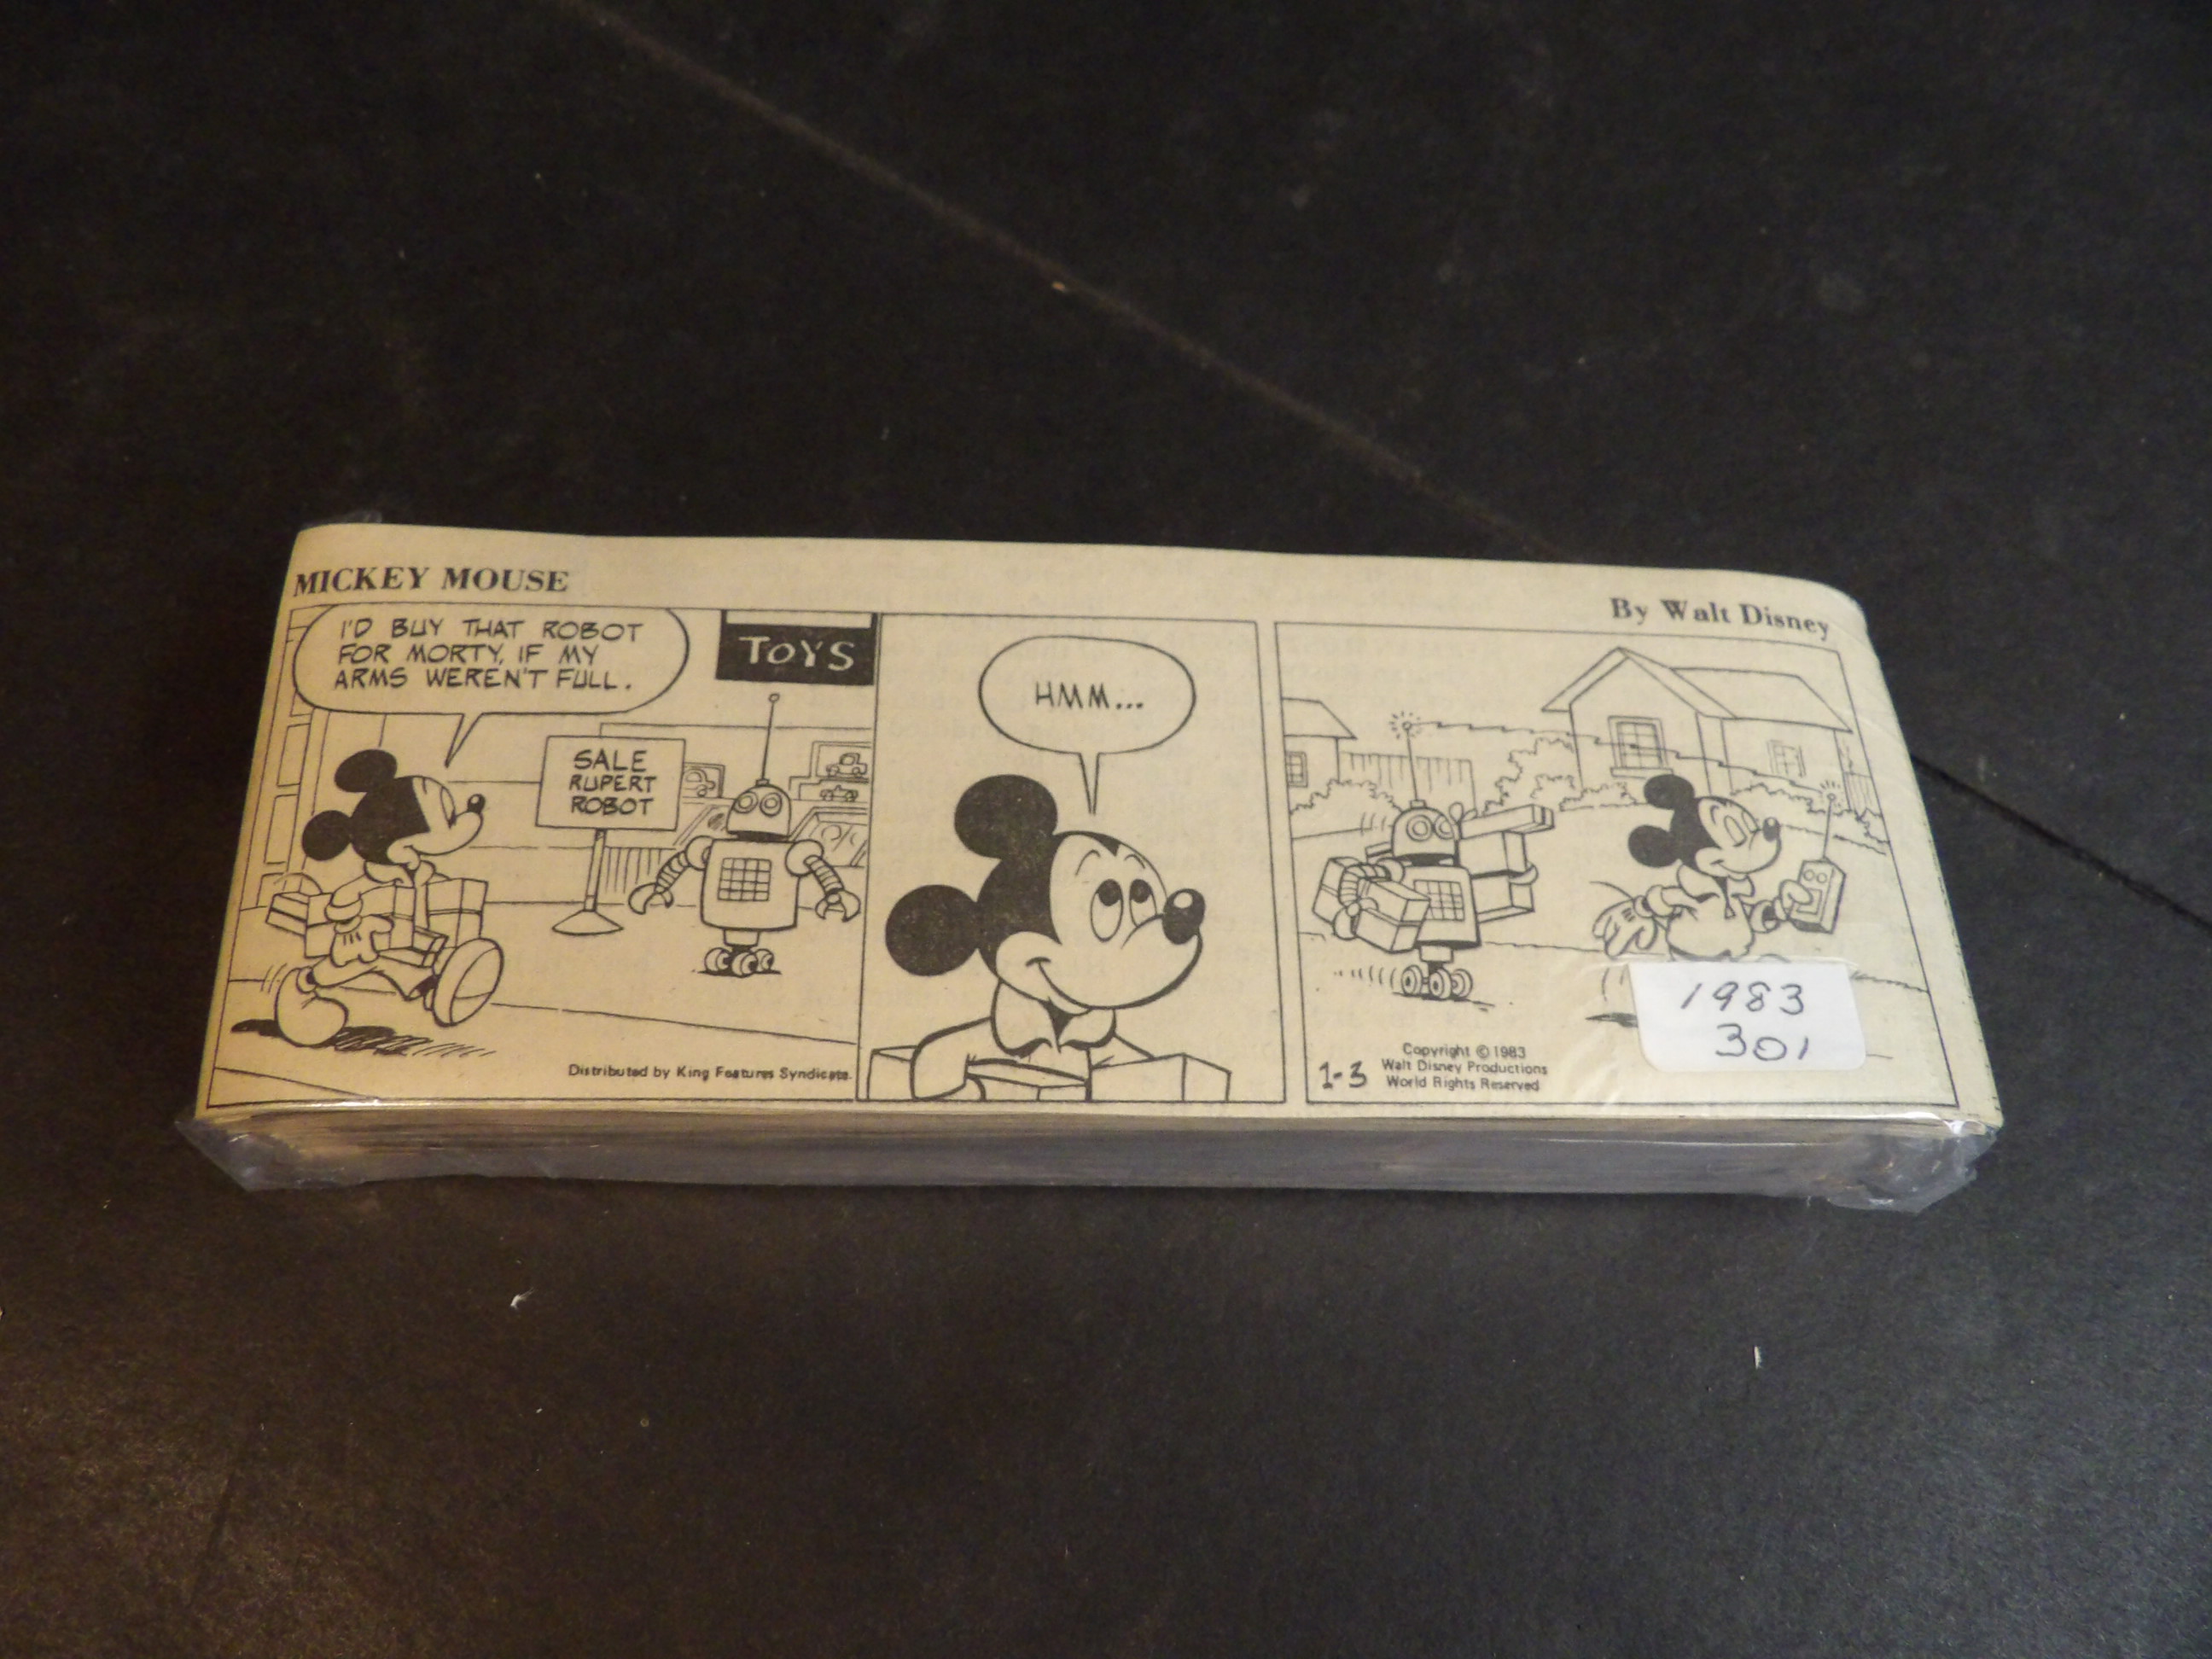 MICKEY MOUSE
By Walt Disney
I'D BUY THAT ROBOT
FOR MORTY, IF MY
ARMS WEREN'T FULL.
TOYS
SALE
RUPERT
ROBOT
Distributed by King Features Syndicate.
HMM...
1-3
Copyright © 1983
Walt Disney Productions
World Rights Reserved
1983
301